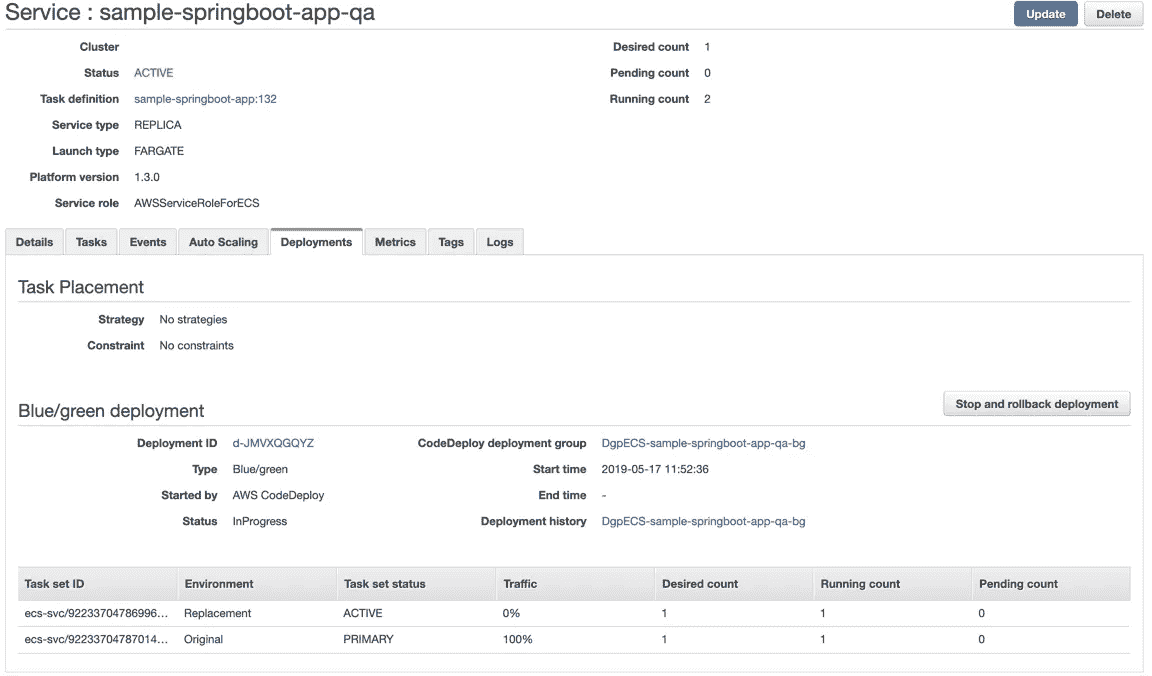 Service : sample-springboot-app-qa
Update Delete
Cluster
Desired count 1
Status ACTIVE
Pending count 0
Task definition sample-springboot-app:132
Running count 2
Service type REPLICA
Launch type FARGATE
Platform version 1.3.0
Service role AWSServiceRoleForECS
Details Tasks Events Auto Scaling Deployments Metrics Tags Logs
Task Placement
Strategy No strategies
Constraint No constraints
Blue/green deployment
Stop and rollback deployment
Deployment ID d-JMVXQGQYZ
CodeDeploy deployment group DgpECS-sample-springboot-app-qa-bg
Type Blue/green
Start time 2019-05-17 11:52:36
Started by AWS CodeDeploy
End time -
Status InProgress
Deployment history DgpECS-sample-springboot-app-qa-bg
Task set ID Environment Task set status Traffic Desired count Running count Pending count
ecs-svc/92233704786996... Replacement ACTIVE 0% 1 1 0
ecs-svc/92233704787014... Original PRIMARY 100% 1 1 0